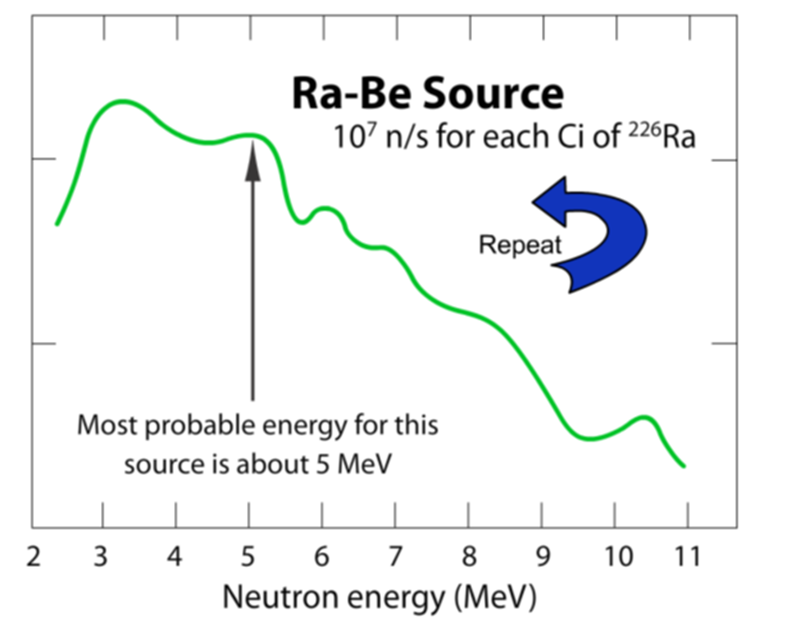 Ra-Be Source
10⁷ n/s for each Ci of ²²⁶Ra
Repeat
Most probable energy for this
source is about 5 MeV
2 3 4 5 6 7 8 9 10 11
Neutron energy (MeV)